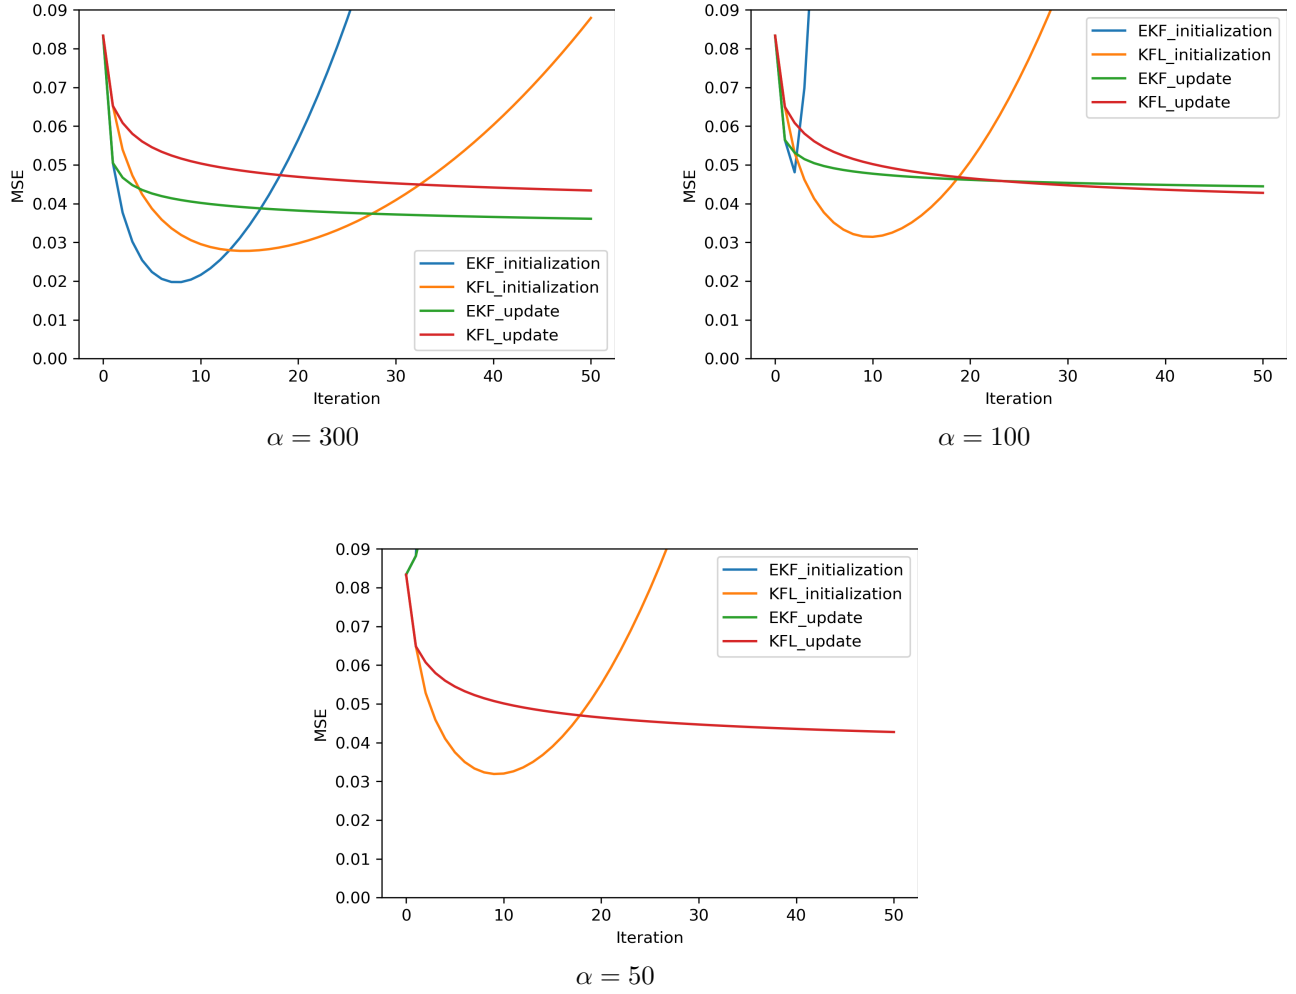 0.09
0.08
0.07
0.06
0.05
0.04
0.03
0.02
0.01
0.00
MSE
0 10 20 30 40 50
Iteration
EKF_initialization
KFL_initialization
EKF_update
KFL_update
α = 300
0.09
0.08
0.07
0.06
0.05
0.04
0.03
0.02
0.01
0.00
MSE
0 10 20 30 40 50
Iteration
EKF_initialization
KFL_initialization
EKF_update
KFL_update
α = 100
0.09
0.08
0.07
0.06
0.05
0.04
0.03
0.02
0.01
0.00
MSE
0 10 20 30 40 50
Iteration
EKF_initialization
KFL_initialization
EKF_update
KFL_update
α = 50